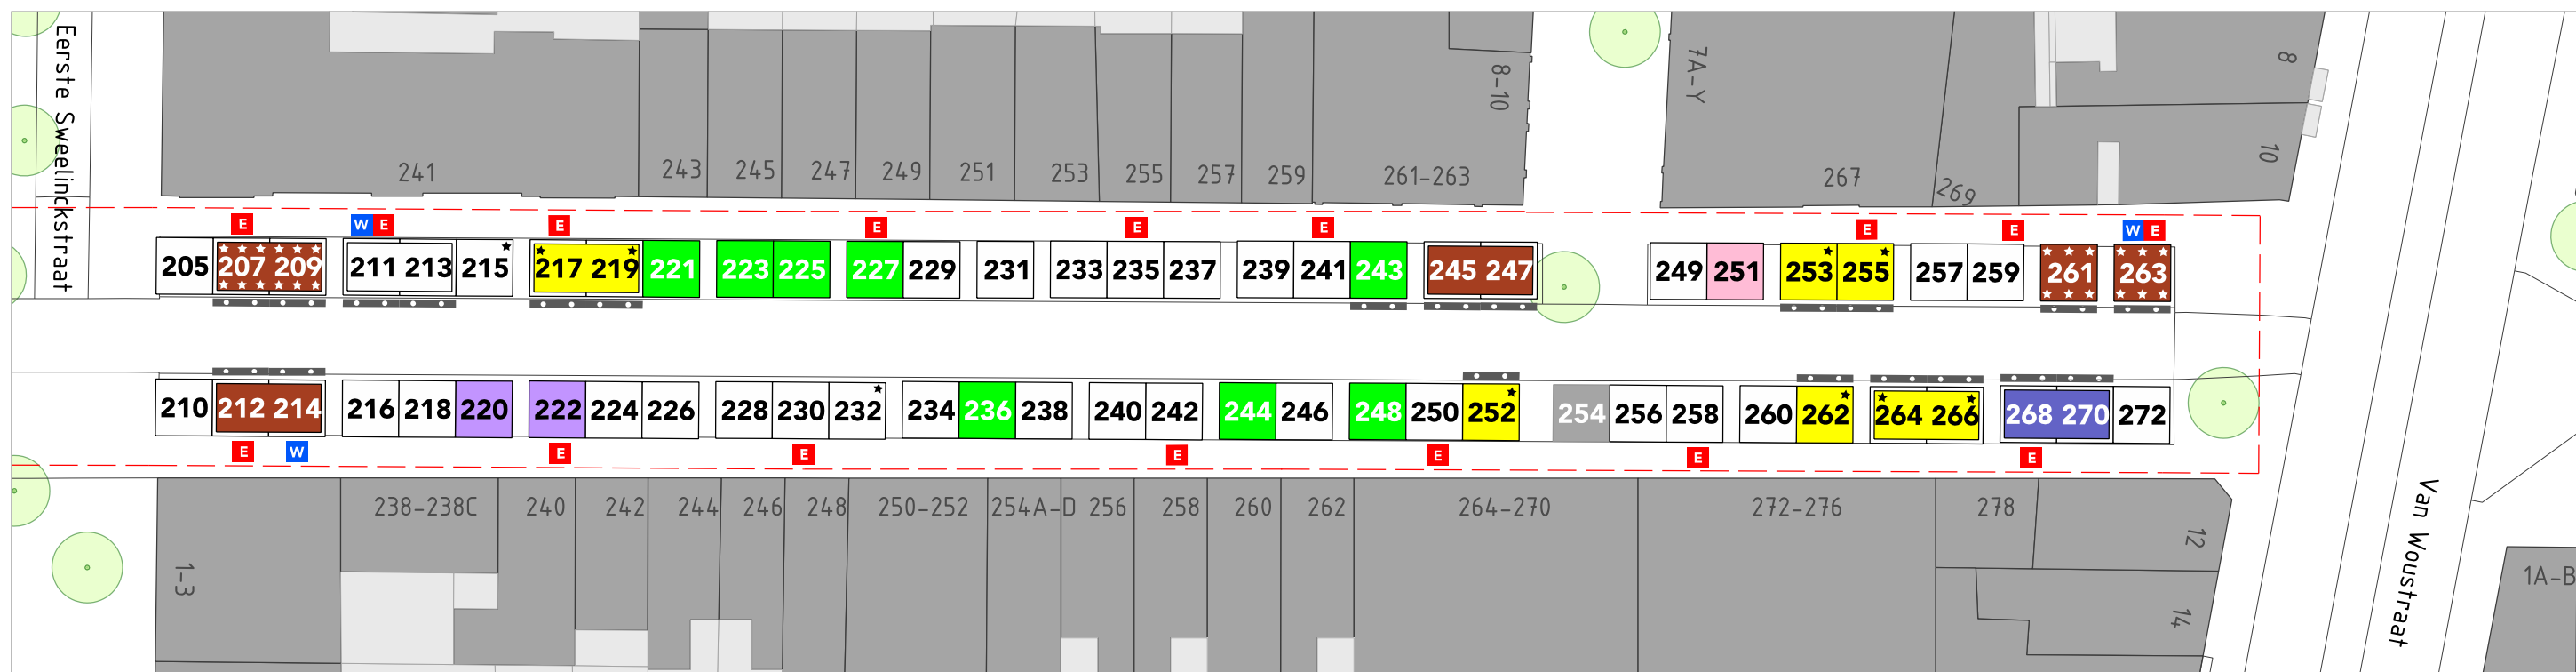 Eerste Sweelinckstraat
241
243
245
247
249
251
253
255
257
259
261-263
8-10
7A-Y
267
269
8
10
E
W E
E
E
E
E
E
E
W E
205 207 209 211 213 215 217 219 221 223 225 227 229 231 233 235 237 239 241 243 245 247 249 251 253 255 257 259 261 263
210 212 214 216 218 220 222 224 226 228 230 232 234 236 238 240 242 244 246 248 250 252 254 256 258 260 262 264 266 268 270 272
E
W
E
E
E
E
E
E
1-3
238-238C
240
242
244
246
248
250-252
254A-D
256
258
260
262
264-270
272-276
278
12
14
Van Woustraat
1A-B